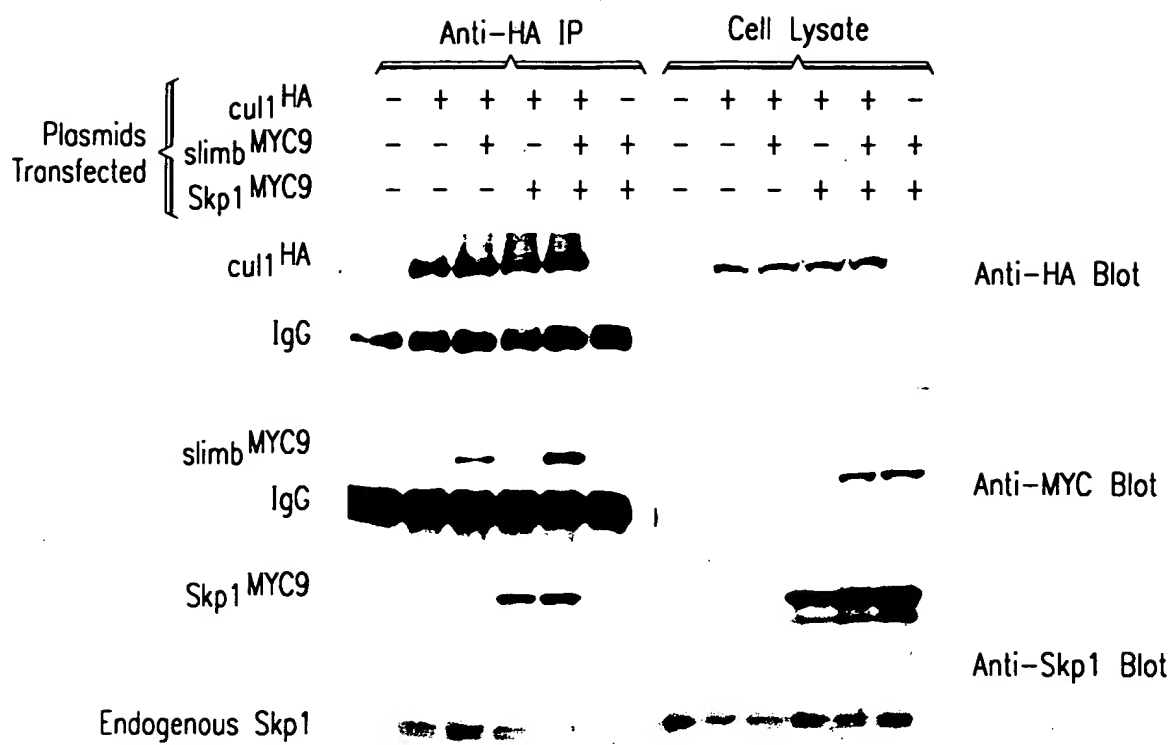 Anti-HA IP Cell Lysate
Plasmids Transfected
cul1HA - + + + + - - + + + + -
slimbMYC9 - - + - + + - - + - + +
Skp1MYC9 - - - + + + - - - + + +
cul1HA Anti-HA Blot
IgG
slimbMYC9
IgG Anti-MYC Blot
Skp1MYC9
Anti-Skp1 Blot
Endogenous Skp1